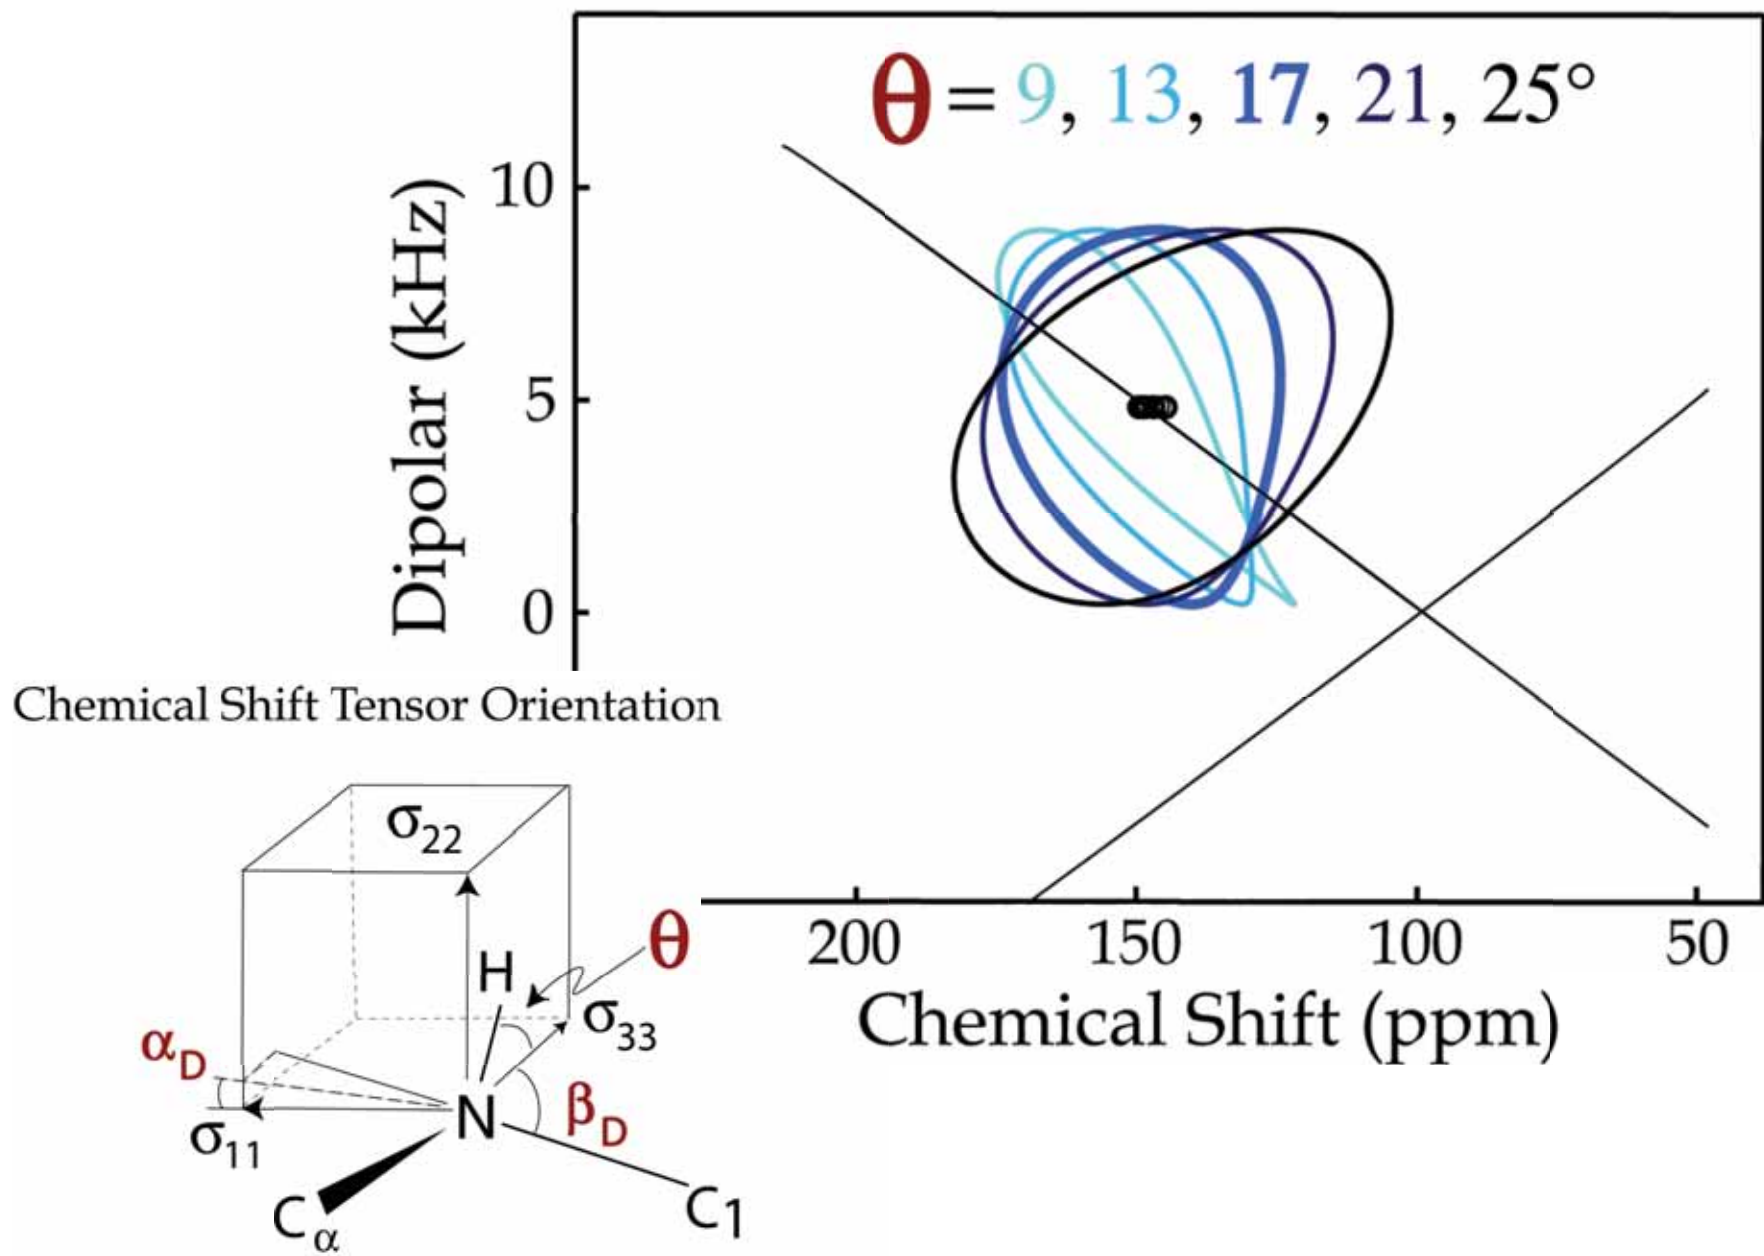 θ = 9, 13, 17, 21, 25°
Dipolar (kHz)
10
5
0
200
150
100
50
Chemical Shift (ppm)
Chemical Shift Tensor Orientation
σ22
H
θ
σ33
αD
N
βD
σ11
Cα
C1